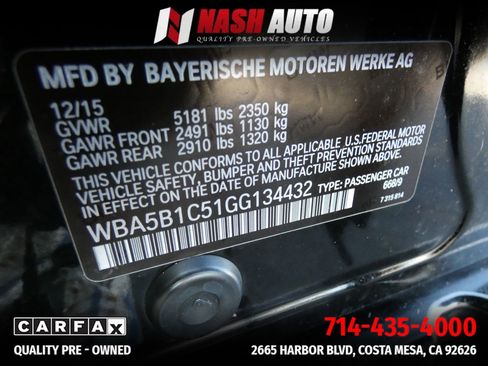 NASH AUTO
QUALITY PRE-OWNED VEHICLES
MFD BY BAYERISCHE MOTOREN WERKE AG
12/15
GVWR 5181 lbs 2350 kg
GAWR FRONT 2491 lbs 1130 kg
GAWR REAR 2910 lbs 1320 kg
THIS VEHICLE CONFORMS TO ALL APPLICABLE U.S.FEDERAL MOTOR
VEHICLE SAFETY, BUMPER AND THEFT PREVENTION STANDARDS
IN EFFECT ON THE DATE OF MANUFACTURE SHOWN ABOVE.
WBA5B1C51GG134432 TYPE: PASSENGER CAR
668/9
7 315 814
CARFAX
QUALITY PRE - OWNED
714-435-4000
2665 HARBOR BLVD, COSTA MESA, CA 92626